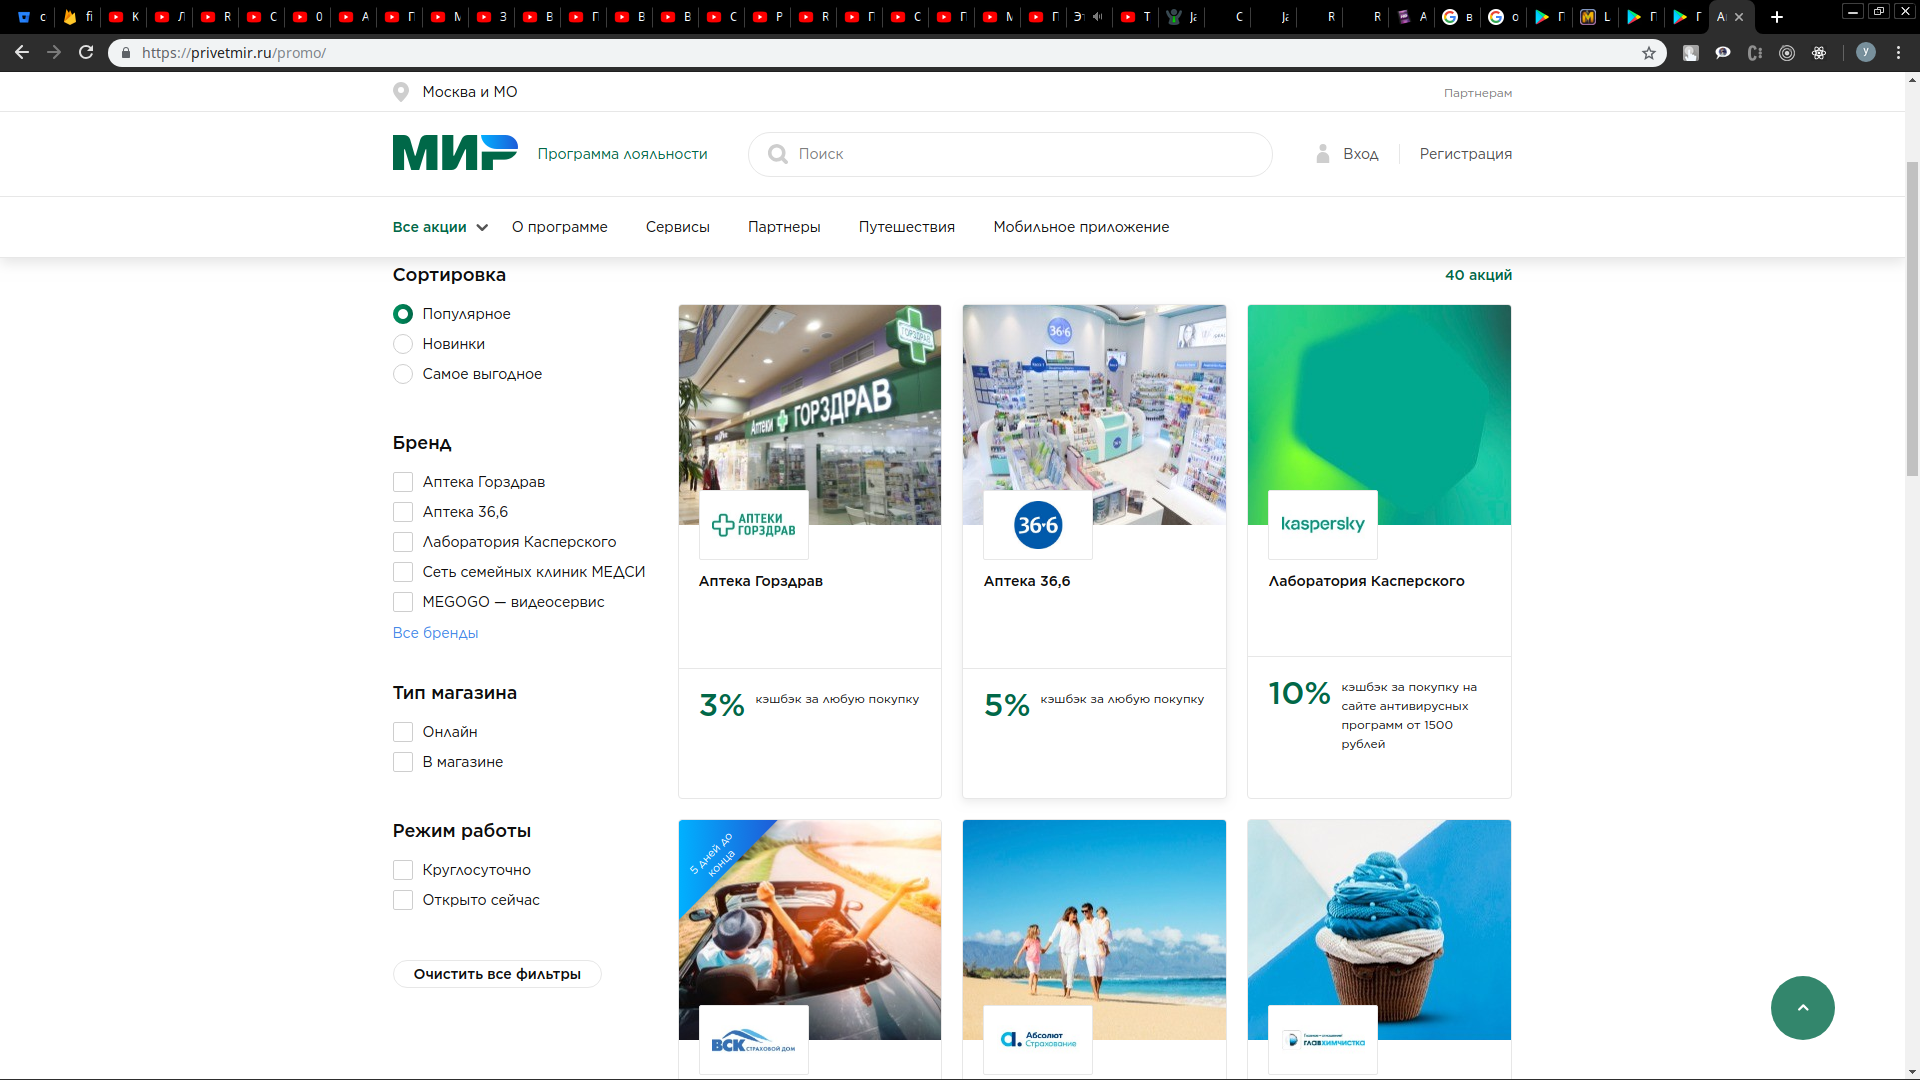 https://privetmir.ru/promo/
Москва и МО
Партнерам
МИР
Программа лояльности
Поиск
Вход
Регистрация
Все акции
О программе
Сервисы
Партнеры
Путешествия
Мобильное приложение
Сортировка
40 акций
Популярное
Новинки
Самое выгодное
Бренд
Аптека Горздрав
Аптека 36,6
Лаборатория Касперского
Сеть семейных клиник МЕДСИ
MEGOGO — видеосервис
Все бренды
Тип магазина
Онлайн
В магазине
Режим работы
Круглосуточно
Открыто сейчас
Очистить все фильтры
Аптеки ГОРЗДРАВ
ГОРЗДРАВ
АПТЕКИ
ГОРЗДРАВ
Аптека Горздрав
3% кэшбэк за любую покупку
36,6
36,6
Аптека 36,6
5% кэшбэк за любую покупку
kaspersky
Лаборатория Касперского
10% кэшбэк за покупку на
сайте антивирусных
программ от 1500
рублей
5 дней до
конца
ВСК СТРАХОВОЙ ДОМ
Абсолют
Страхование
ГЛАВХИМЧИСТКА